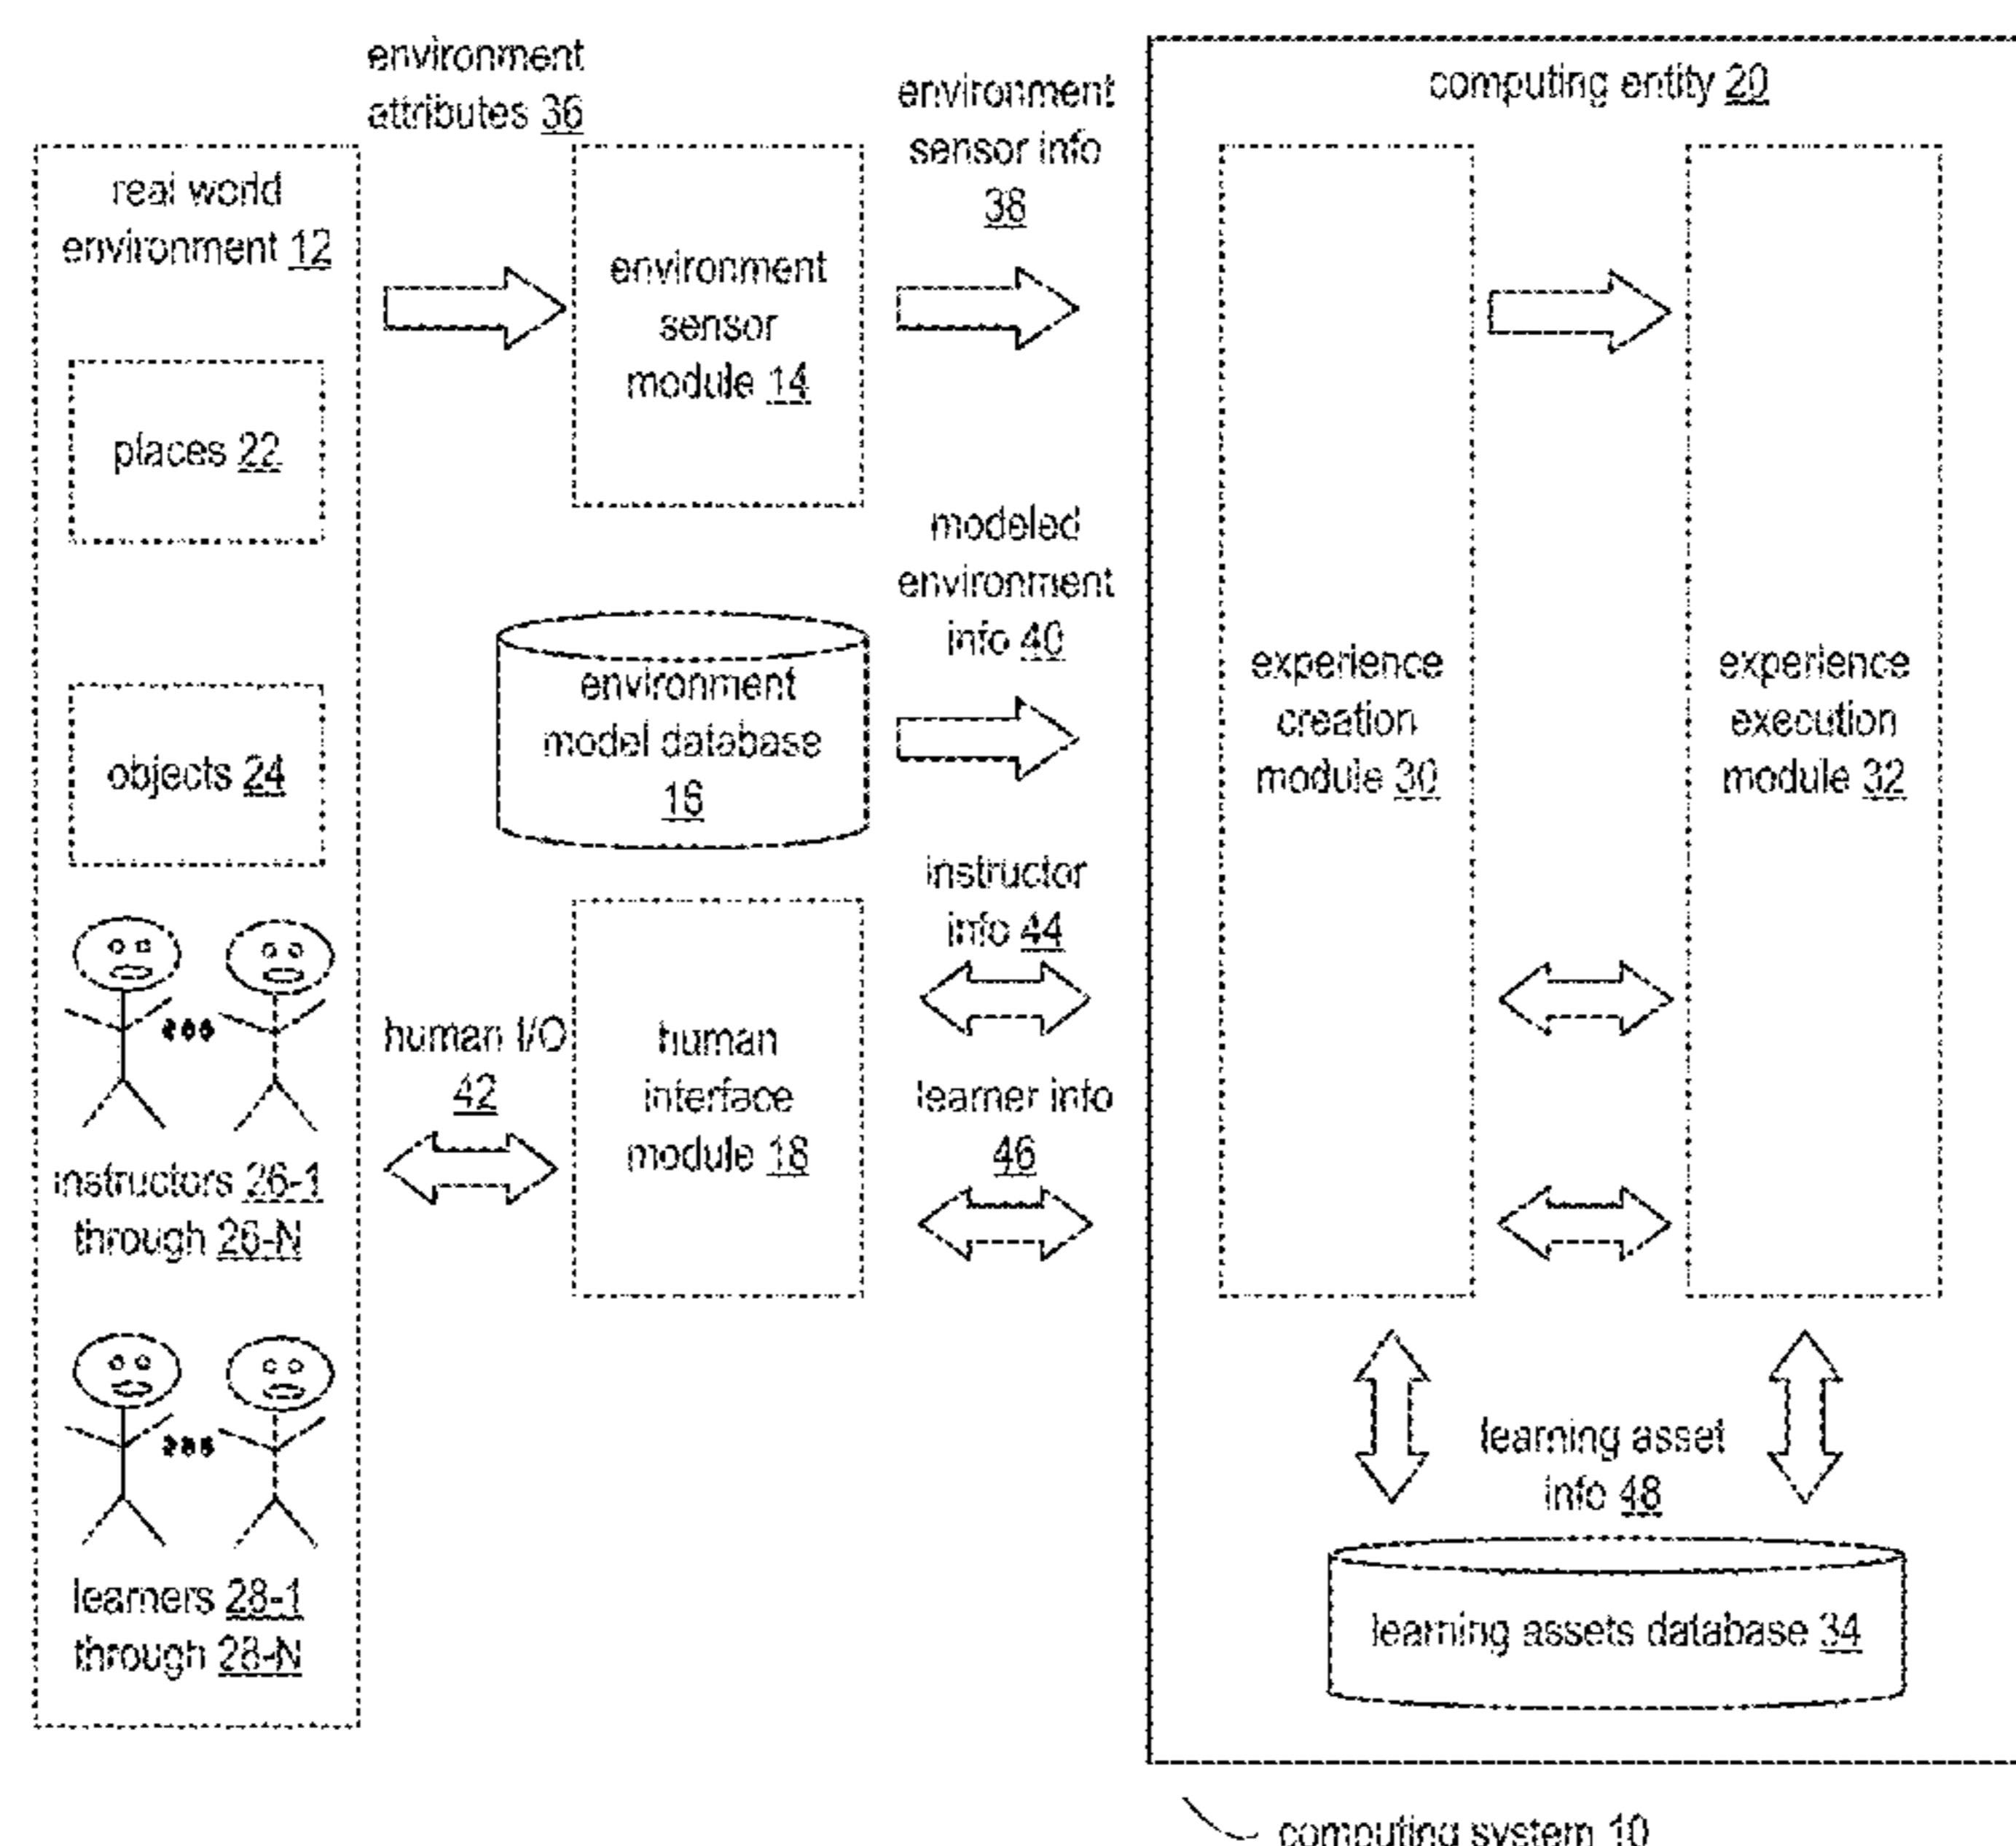 environment
attributes 36
environment
sensor info
38
computing entity 20
real world
environment 12
environment
sensor
module 14
places 22
modeled
environment
info 40
environment
model database
16
objects 24
experience
creation
module 30
experience
execution
module 32
instructor
info 44
human I/O
42
human
interface
module 18
learner info
46
instructors 26-1
through 26-N
learning asset
info 48
learners 28-1
through 28-N
learning assets database 34
computing system 10